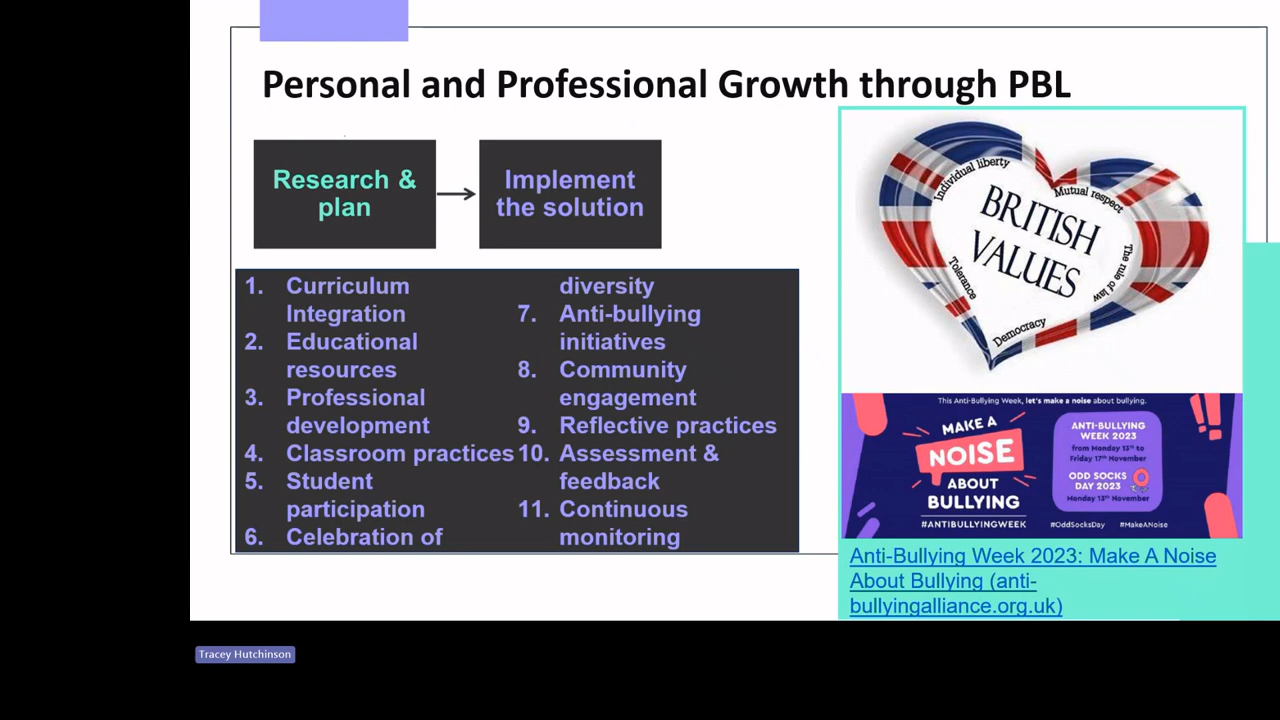 Personal and Professional Growth through PBL
Research &
plan
Implement
the solution
1. Curriculum
Integration
2. Educational
resources
3. Professional
development
4. Classroom practices
5. Student
participation
6. Celebration of
diversity
7. Anti-bullying
initiatives
8. Community
engagement
9. Reflective practices
10. Assessment &
feedback
11. Continuous
monitoring
Individual liberty
Mutual respect
BRITISH
VALUES
Tolerance
The rule of law
Democracy
This Anti-Bullying Week, let's make a noise about bullying.
MAKE A
NOISE
ABOUT
BULLYING
#ANTIBULLYINGWEEK
ANTI-BULLYING
WEEK 2023
from Monday 13th to
Friday 17th November
ODD SOCKS
DAY 2023
Monday 13th November
#OddSocksDay #MakeANoise
Anti-Bullying Week 2023: Make A Noise
About Bullying (anti-
bullyingalliance.org.uk)
Tracey Hutchinson